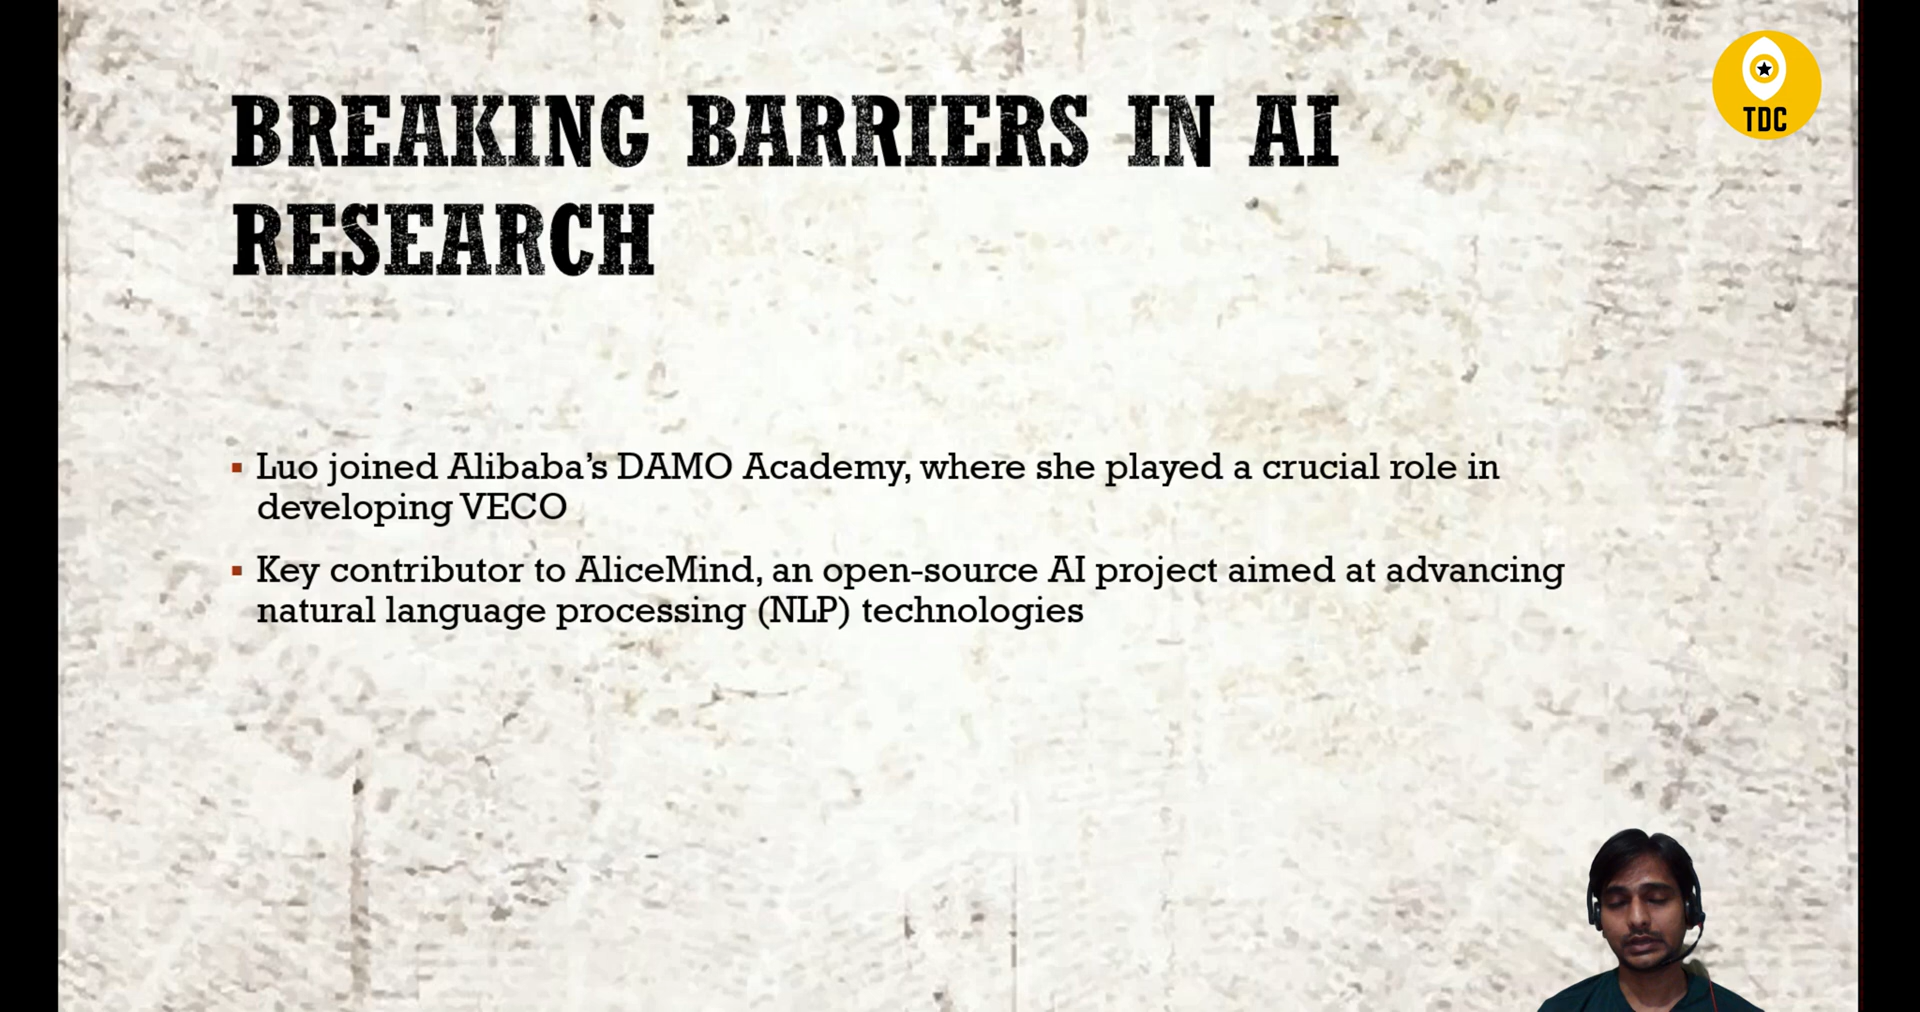 BREAKING BARRIERS IN AI
RESEARCH
TDC
▪ Luo joined Alibaba’s DAMO Academy, where she played a crucial role in
developing VECO
▪ Key contributor to AliceMind, an open-source AI project aimed at advancing
natural language processing (NLP) technologies